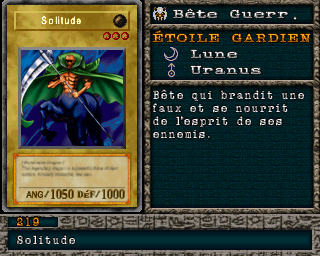 Solitude
ANG/1050 DéF/1000
Bête Guerr.
ÉTOILE GARDIEN
Lune
Uranus
Bête qui brandit une
faux et se nourrit
de l'esprit de ses
ennemis.
219
Solitude